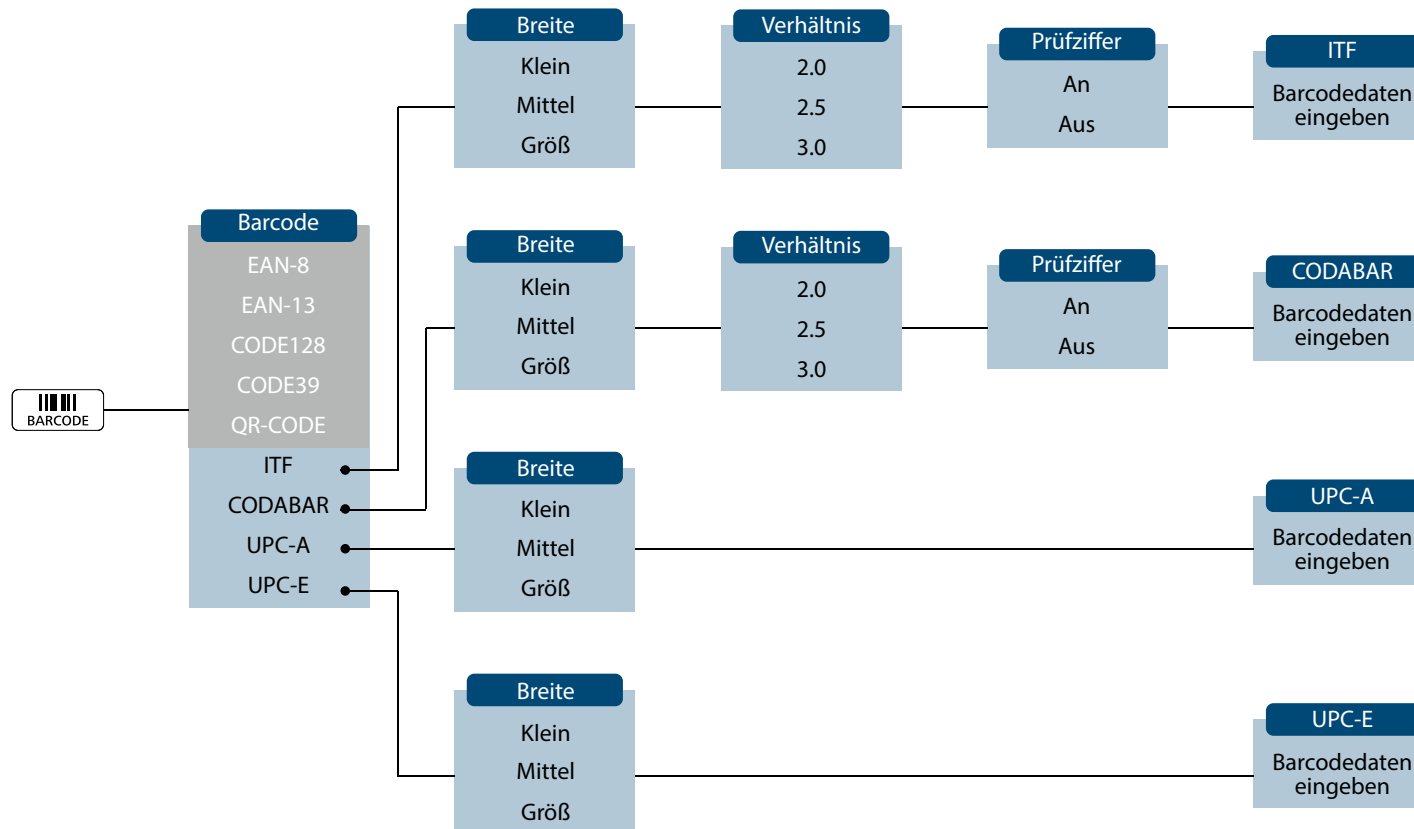 BARCODE
Barcode
EAN-8
EAN-13
CODE128
CODE39
QR-CODE
ITF
CODABAR
UPC-A
UPC-E
Breite
Klein
Mittel
Größ
Verhältnis
2.0
2.5
3.0
Prüfziffer
An
Aus
ITF
Barcodedaten
eingeben
Breite
Klein
Mittel
Größ
Verhältnis
2.0
2.5
3.0
Prüfziffer
An
Aus
CODABAR
Barcodedaten
eingeben
Breite
Klein
Mittel
Größ
UPC-A
Barcodedaten
eingeben
Breite
Klein
Mittel
Größ
UPC-E
Barcodedaten
eingeben